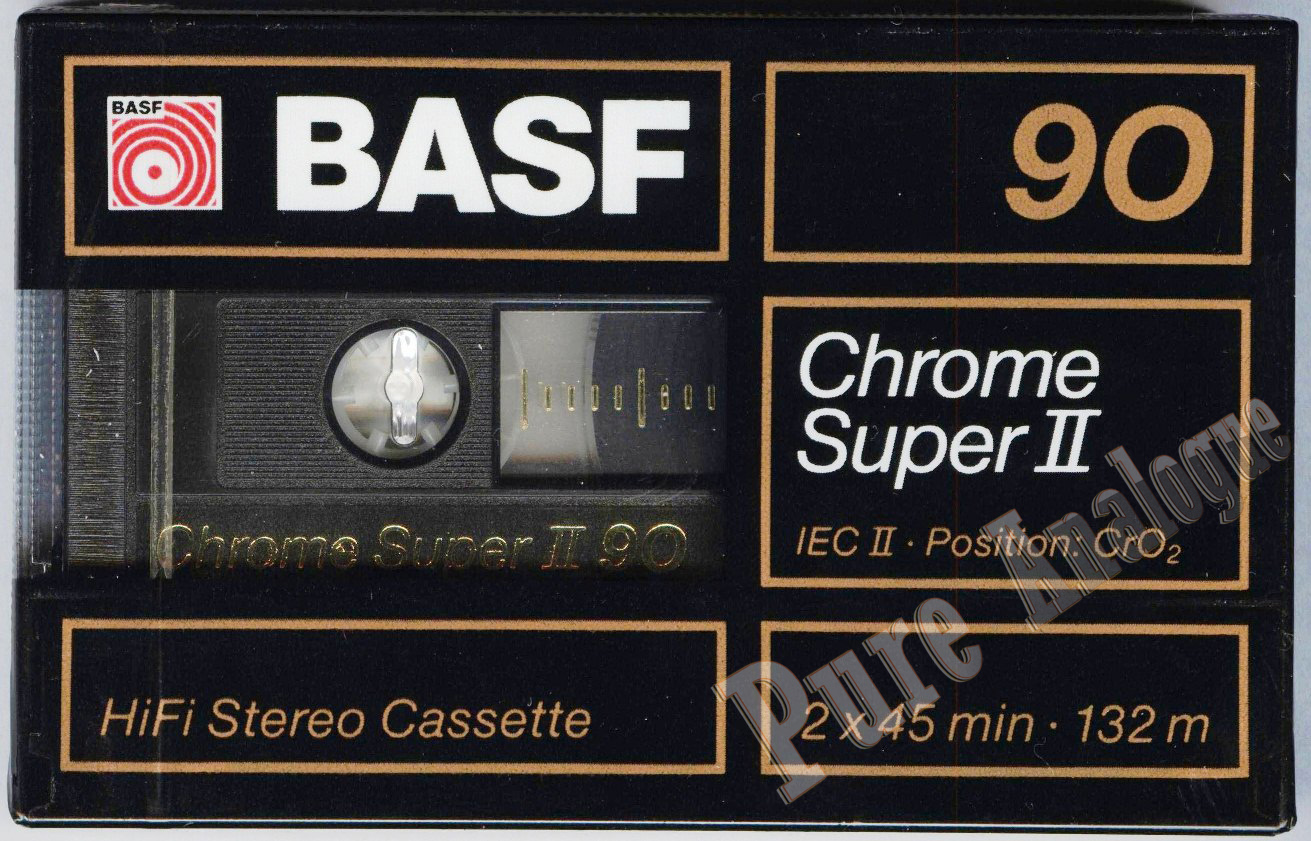 BASF
BASF
90
Chrome
Super II
IEC II · Position: CrO₂
Chrome Super II 90
HiFi Stereo Cassette
2 x 45 min · 132 m
Pure Analogue